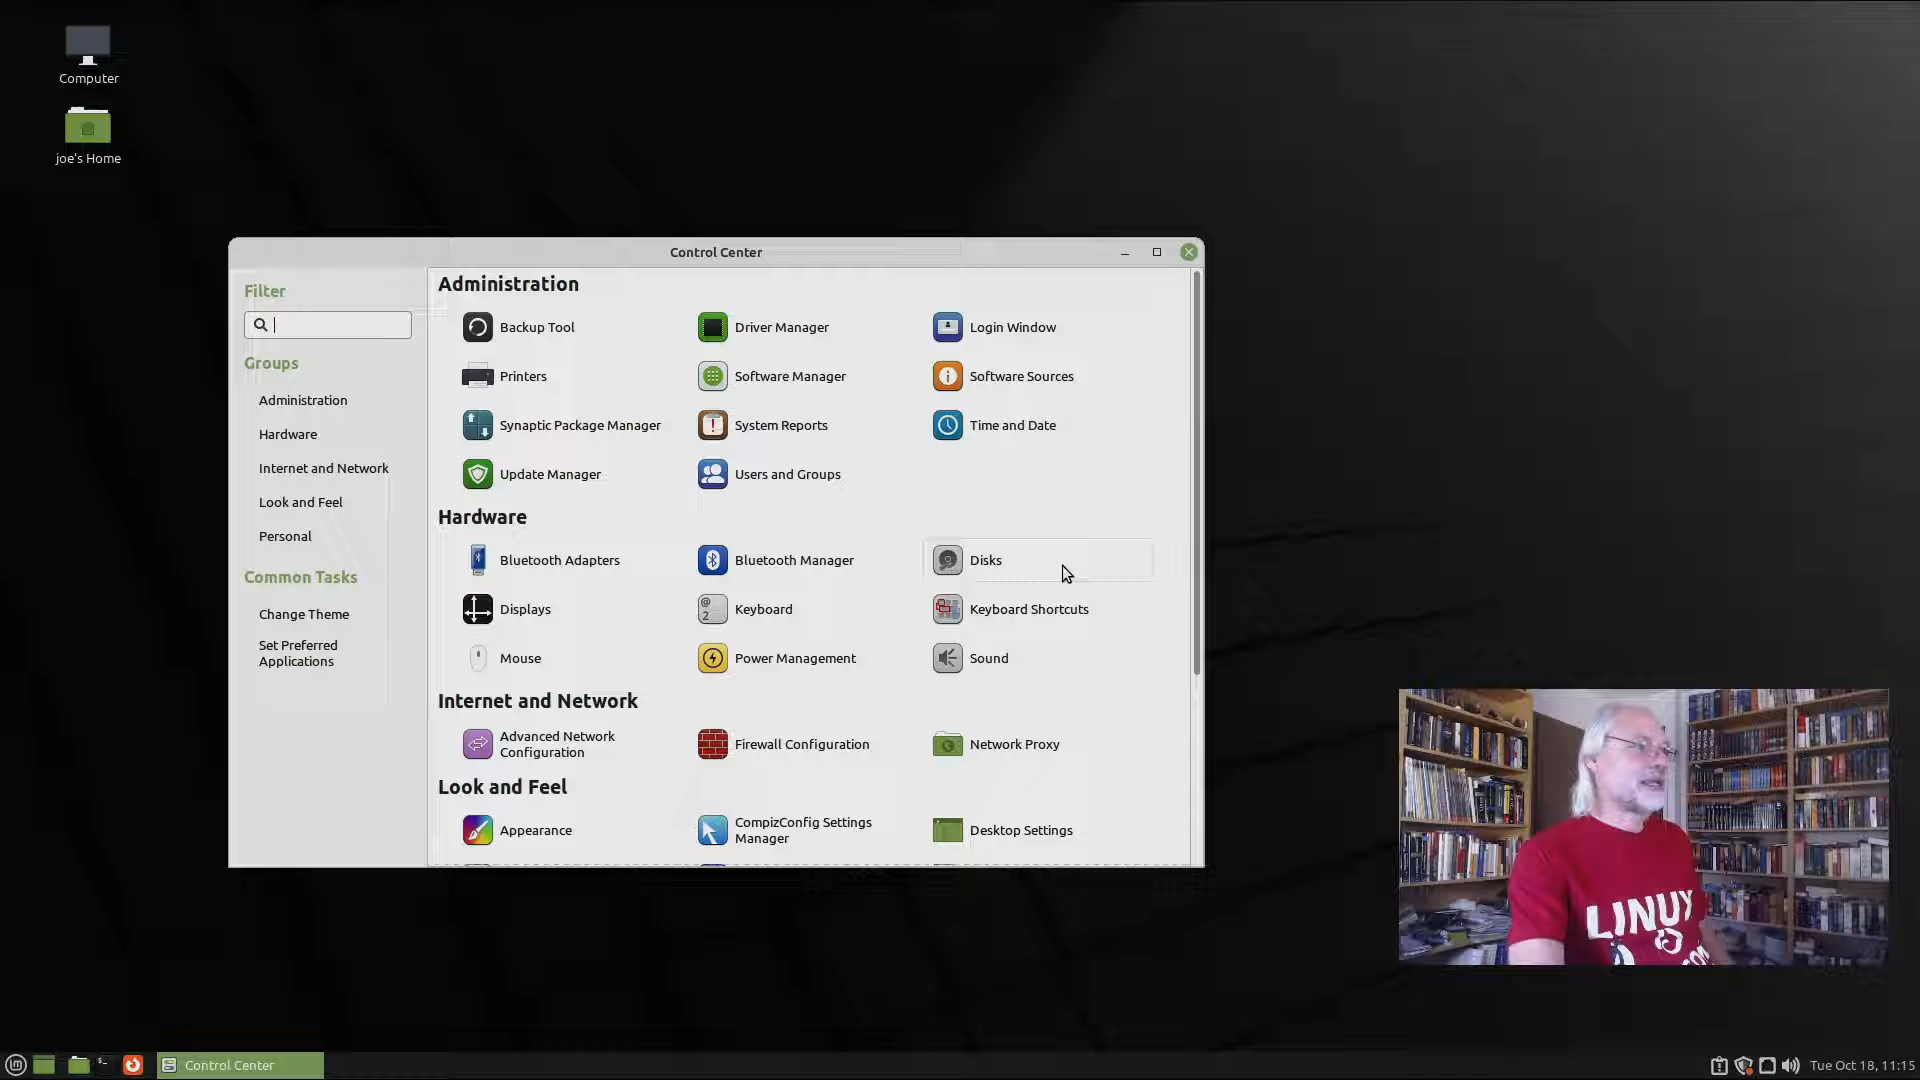 Computer
joe's Home
Control Center
Filter
Groups
Administration
Hardware
Internet and Network
Look and Feel
Personal
Common Tasks
Change Theme
Set Preferred
Applications
Administration
Backup Tool
Driver Manager
Login Window
Printers
Software Manager
Software Sources
Synaptic Package Manager
System Reports
Time and Date
Update Manager
Users and Groups
Hardware
Bluetooth Adapters
Bluetooth Manager
Disks
Displays
Keyboard
Keyboard Shortcuts
Mouse
Power Management
Sound
Internet and Network
Advanced Network
Configuration
Firewall Configuration
Network Proxy
Look and Feel
Appearance
CompizConfig Settings
Manager
Desktop Settings
LINUX
Control Center
Tue Oct 18, 11:15